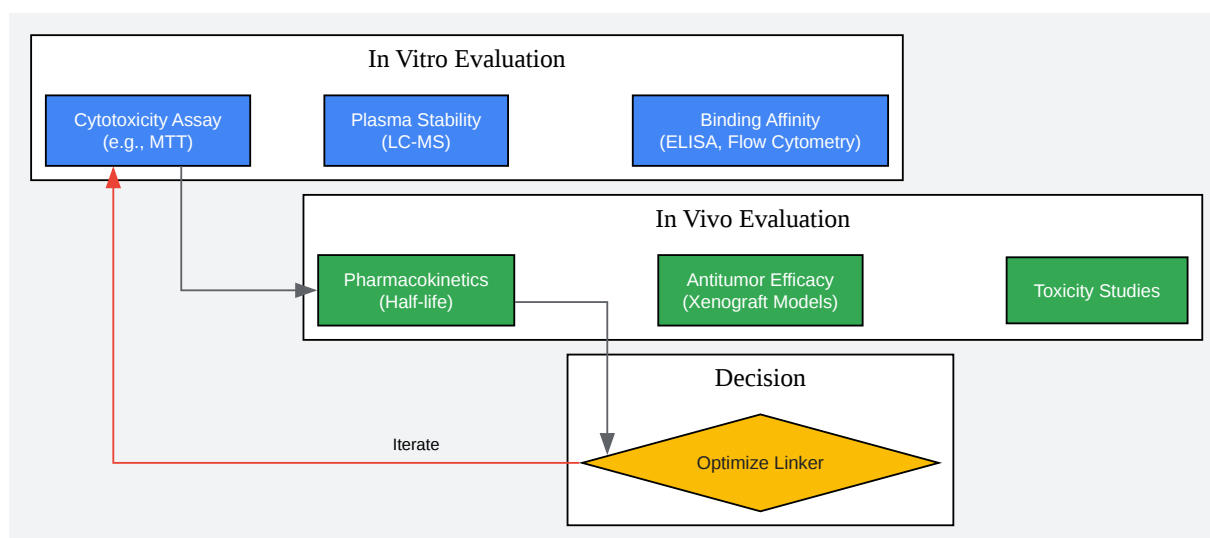 In Vitro Evaluation
Cytotoxicity Assay
(e.g., MTT)
Plasma Stability
(LC-MS)
Binding Affinity
(ELISA, Flow Cytometry)
In Vivo Evaluation
Pharmacokinetics
(Half-life)
Antitumor Efficacy
(Xenograft Models)
Toxicity Studies
Decision
Iterate
Optimize Linker